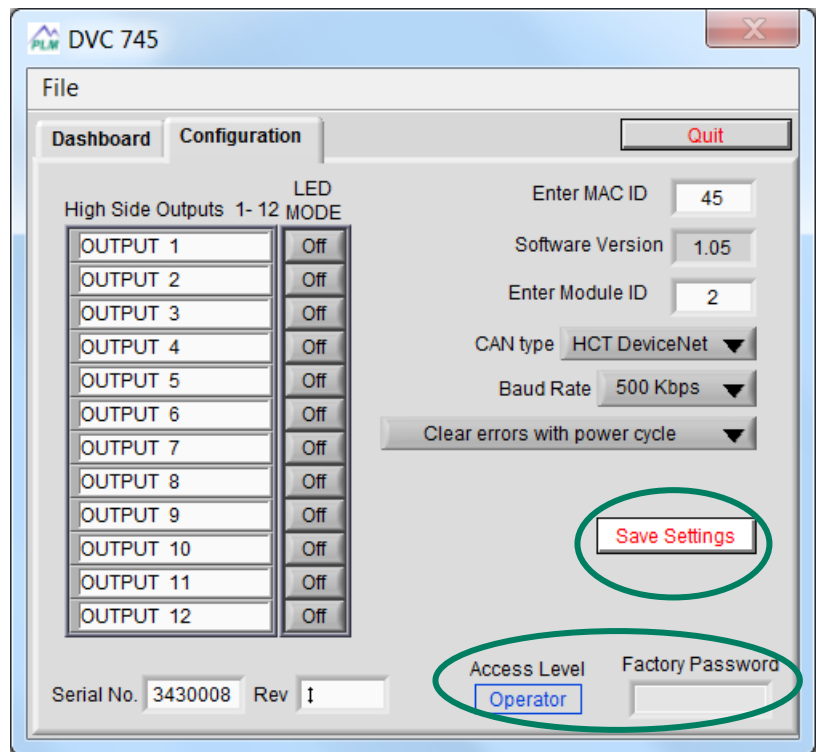 PLM DVC 745
X
File
Dashboard Configuration Quit
High Side Outputs 1- 12 LED MODE
OUTPUT 1 Off
OUTPUT 2 Off
OUTPUT 3 Off
OUTPUT 4 Off
OUTPUT 5 Off
OUTPUT 6 Off
OUTPUT 7 Off
OUTPUT 8 Off
OUTPUT 9 Off
OUTPUT 10 Off
OUTPUT 11 Off
OUTPUT 12 Off
Enter MAC ID 45
Software Version 1.05
Enter Module ID 2
CAN type HCT DeviceNet
Baud Rate 500 Kbps
Clear errors with power cycle
Save Settings
Serial No. 3430008 Rev
Access Level Factory Password
Operator